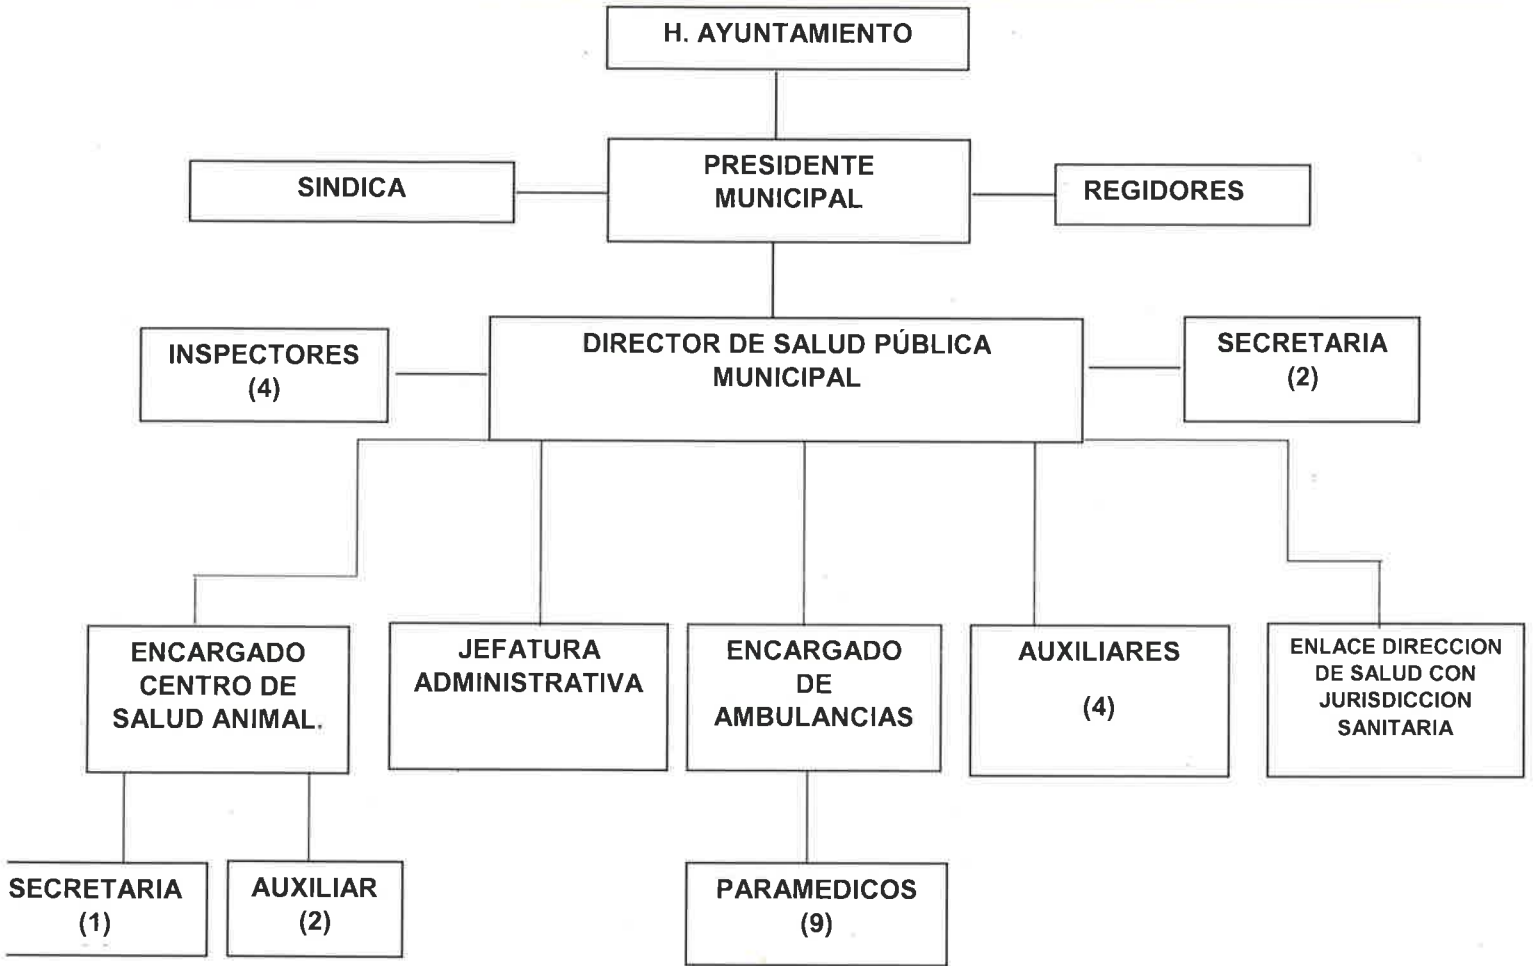 H. AYUNTAMIENTO
PRESIDENTE
MUNICIPAL
SINDICA
REGIDORES
INSPECTORES
(4)
DIRECTOR DE SALUD PÚBLICA
MUNICIPAL
SECRETARIA
(2)
ENCARGADO
CENTRO DE
SALUD ANIMAL.
JEFATURA
ADMINISTRATIVA
ENCARGADO
DE
AMBULANCIAS
AUXILIARES
(4)
ENLACE DIRECCION
DE SALUD CON
JURISDICCION
SANITARIA
SECRETARIA
(1)
AUXILIAR
(2)
PARAMEDICOS
(9)